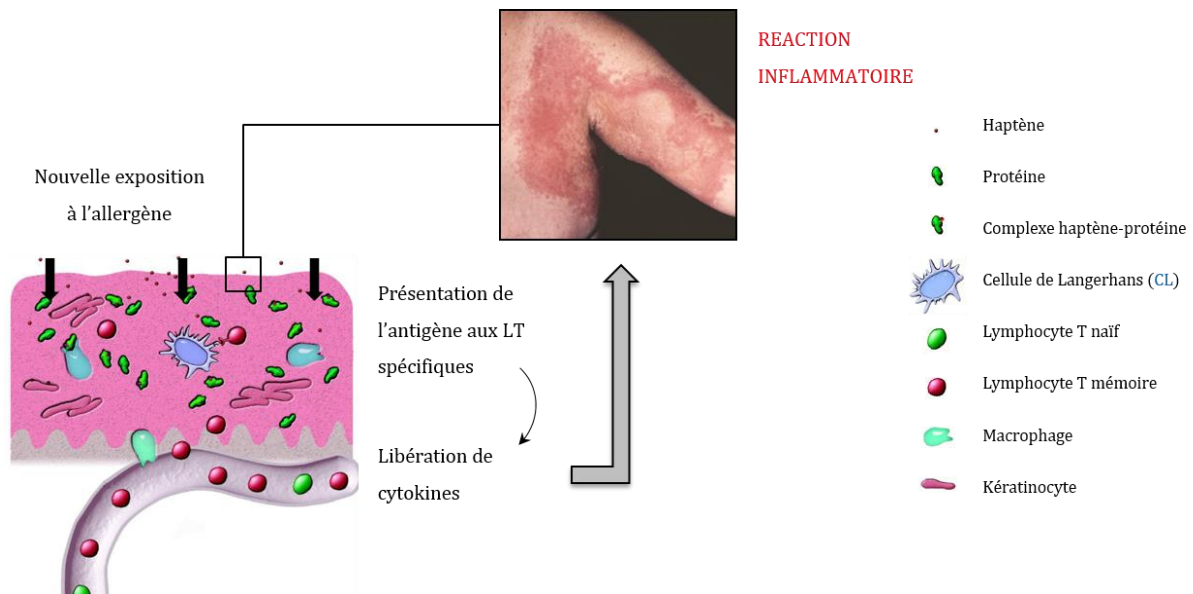 REACTION
INFLAMMATOIRE
Nouvelle exposition
à l'allergène
Présentation de
l'antigène aux LT
spécifiques
Libération de
cytokines
Haptène
Protéine
Complexe haptène-protéine
Cellule de Langerhans (CL)
Lymphocyte T naïf
Lymphocyte T mémoire
Macrophage
Kératinocyte